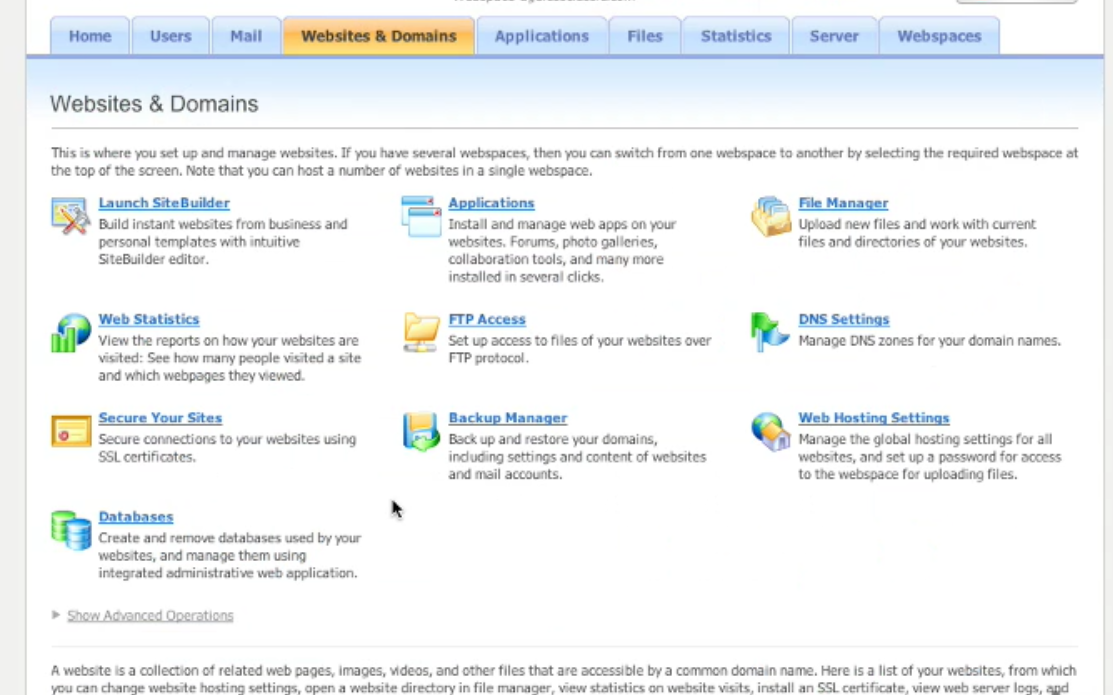 Home Users Mail Websites & Domains Applications Files Statistics Server Webspaces
Websites & Domains
This is where you set up and manage websites. If you have several webspaces, then you can switch from one webspace to another by selecting the required webspace at
the top of the screen. Note that you can host a number of websites in a single webspace.
Launch SiteBuilder
Build instant websites from business and
personal templates with intuitive
SiteBuilder editor.
Applications
Install and manage web apps on your
websites. Forums, photo galleries,
collaboration tools, and many more
installed in several clicks.
File Manager
Upload new files and work with current
files and directories of your websites.
Web Statistics
View the reports on how your websites are
visited: See how many people visited a site
and which webpages they viewed.
FTP Access
Set up access to files of your websites over
FTP protocol.
DNS Settings
Manage DNS zones for your domain names.
Secure Your Sites
Secure connections to your websites using
SSL certificates.
Backup Manager
Back up and restore your domains,
including settings and content of websites
and mail accounts.
Web Hosting Settings
Manage the global hosting settings for all
websites, and set up a password for access
to the webspace for uploading files.
Databases
Create and remove databases used by your
websites, and manage them using
integrated administrative web application.
Show Advanced Operations
A website is a collection of related web pages, images, videos, and other files that are accessible by a common domain name. Here is a list of your websites, from which
you can change website hosting settings, open a website directory in file manager, view statistics on website visits, install an SSL certificate, view web server logs, and